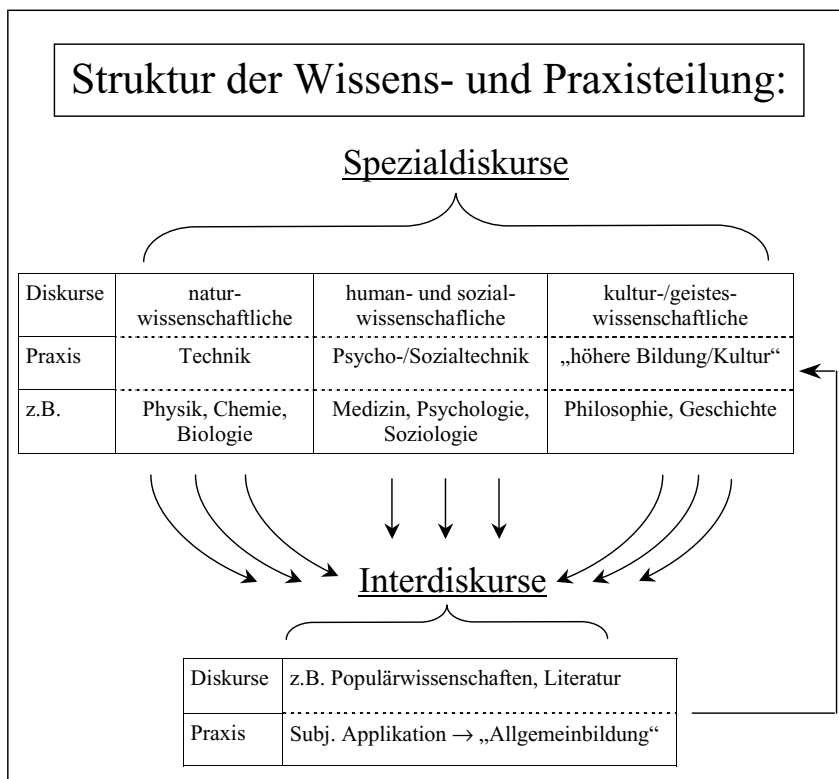 Struktur der Wissens- und Praxisteilung:
Spezialdiskurse
Diskurse natur- human- und sozial- kultur-/geistes-
wissenschaftliche wissenschafliche wissenschaftliche
Praxis Technik Psycho-/Sozialtechnik „höhere Bildung/Kultur“
z.B. Physik, Chemie, Medizin, Psychologie, Philosophie, Geschichte
Biologie Soziologie
Interdiskurse
Diskurse z.B. Populärwissenschaften, Literatur
Praxis Subj. Applikation → „Allgemeinbildung“